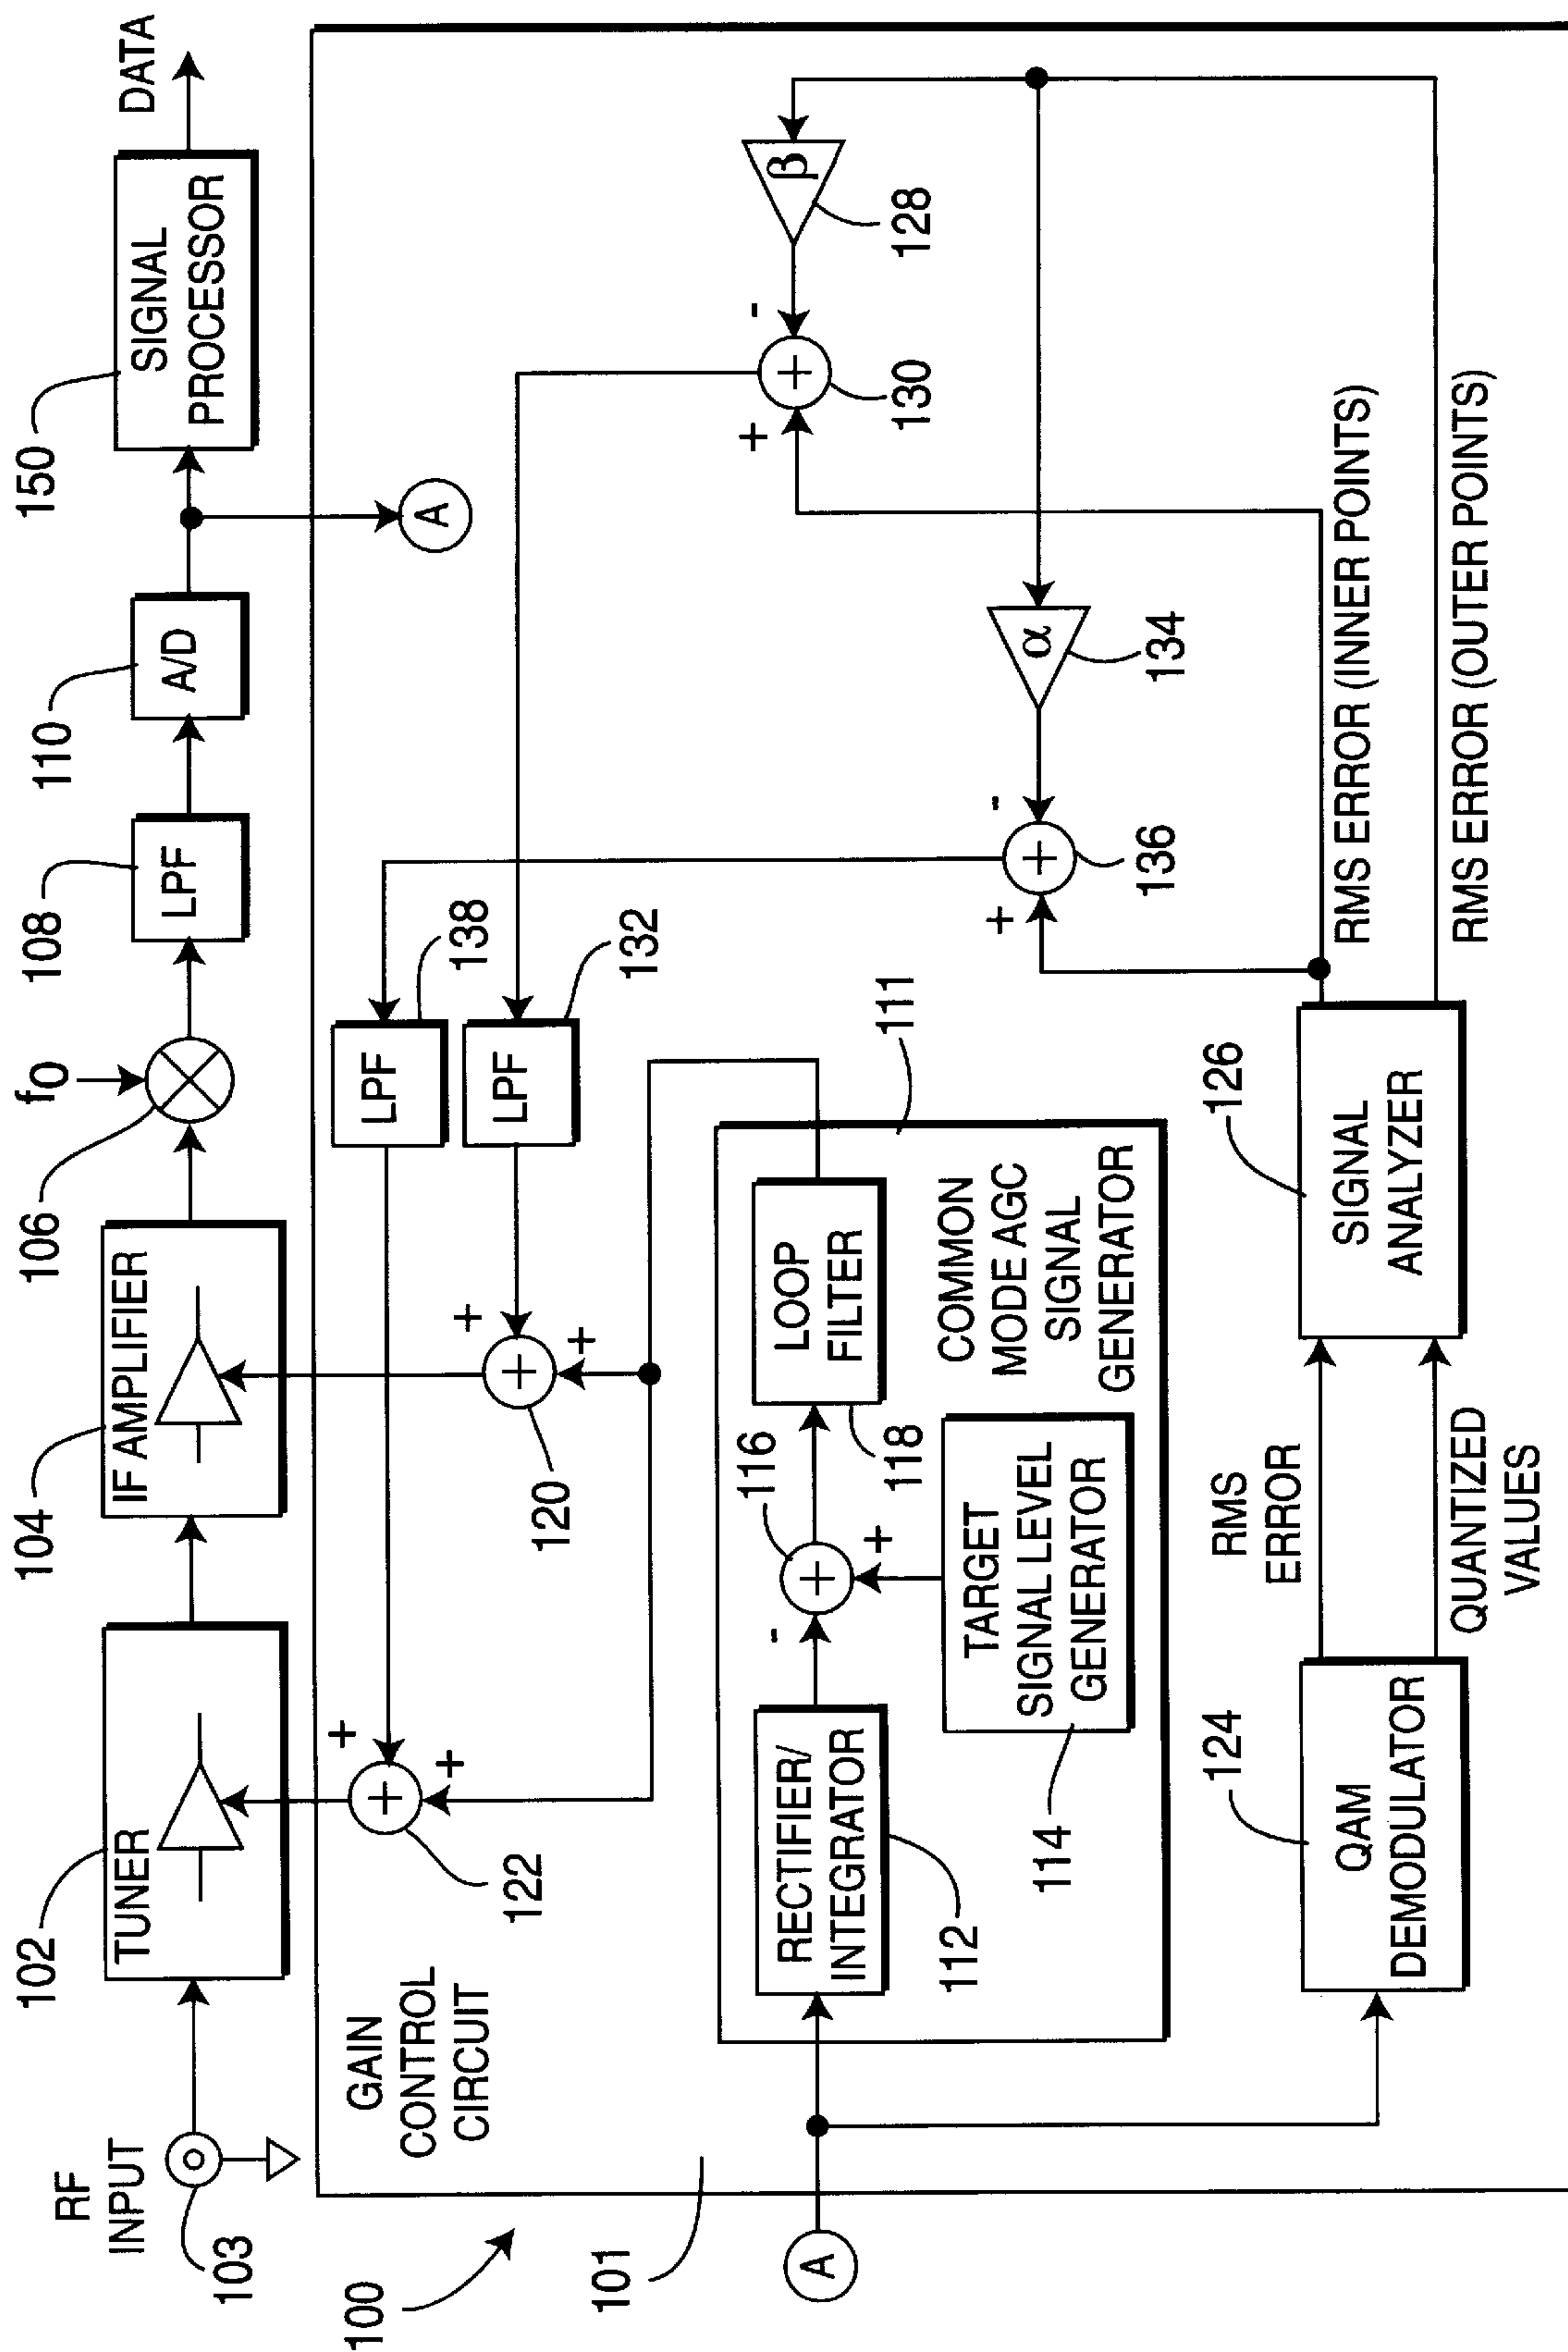 RF
INPUT
103
100
102
TUNER
104
IF AMPLIFIER
106
fO
108
LPF
110
A/D
150
SIGNAL
PROCESSOR
DATA
A
101
GAIN
CONTROL
CIRCUIT
122
+
+
+
120
+
+
+
LPF
138
LPF
132
A
111
RECTIFIER/
INTEGRATOR
112
-
+
116
+
TARGET
SIGNAL LEVEL
GENERATOR
114
LOOP
FILTER
118
COMMON
MODE AGC
SIGNAL
GENERATOR
β
128
-
+
130
+
α
134
-
+
136
+
124
QAM
DEMODULATOR
RMS
ERROR
QUANTIZED
VALUES
126
SIGNAL
ANALYZER
RMS ERROR (INNER POINTS)
RMS ERROR (OUTER POINTS)